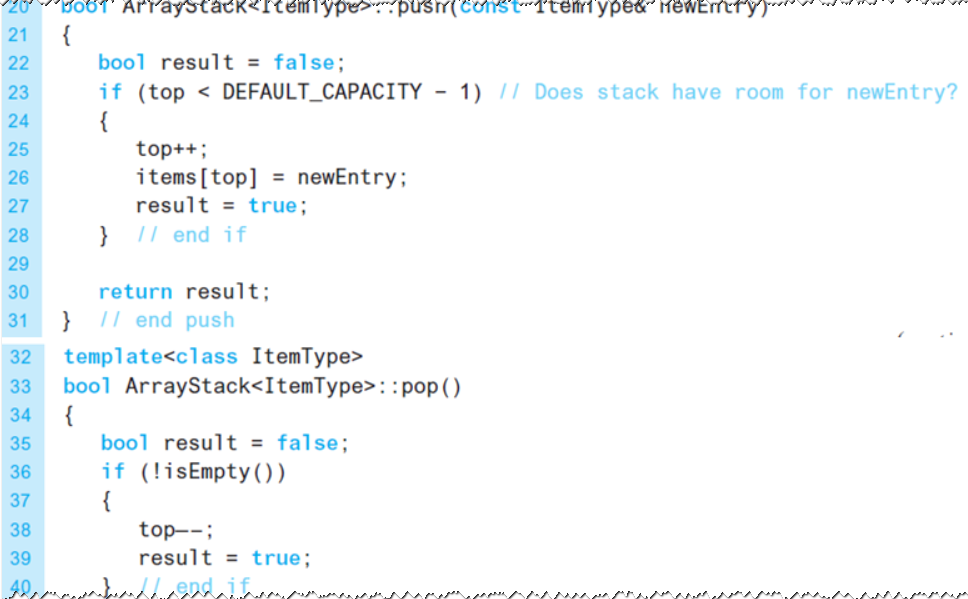 20 bool ArrayStack<ItemType>::push(const ItemType& newEntry)
21 {
22 bool result = false;
23 if (top < DEFAULT_CAPACITY - 1) // Does stack have room for newEntry?
24 {
25 top++;
26 items[top] = newEntry;
27 result = true;
28 } // end if
29
30 return result;
31 } // end push
32 template<class ItemType>
33 bool ArrayStack<ItemType>::pop()
34 {
35 bool result = false;
36 if (!isEmpty())
37 {
38 top--;
39 result = true;
40 } // end if